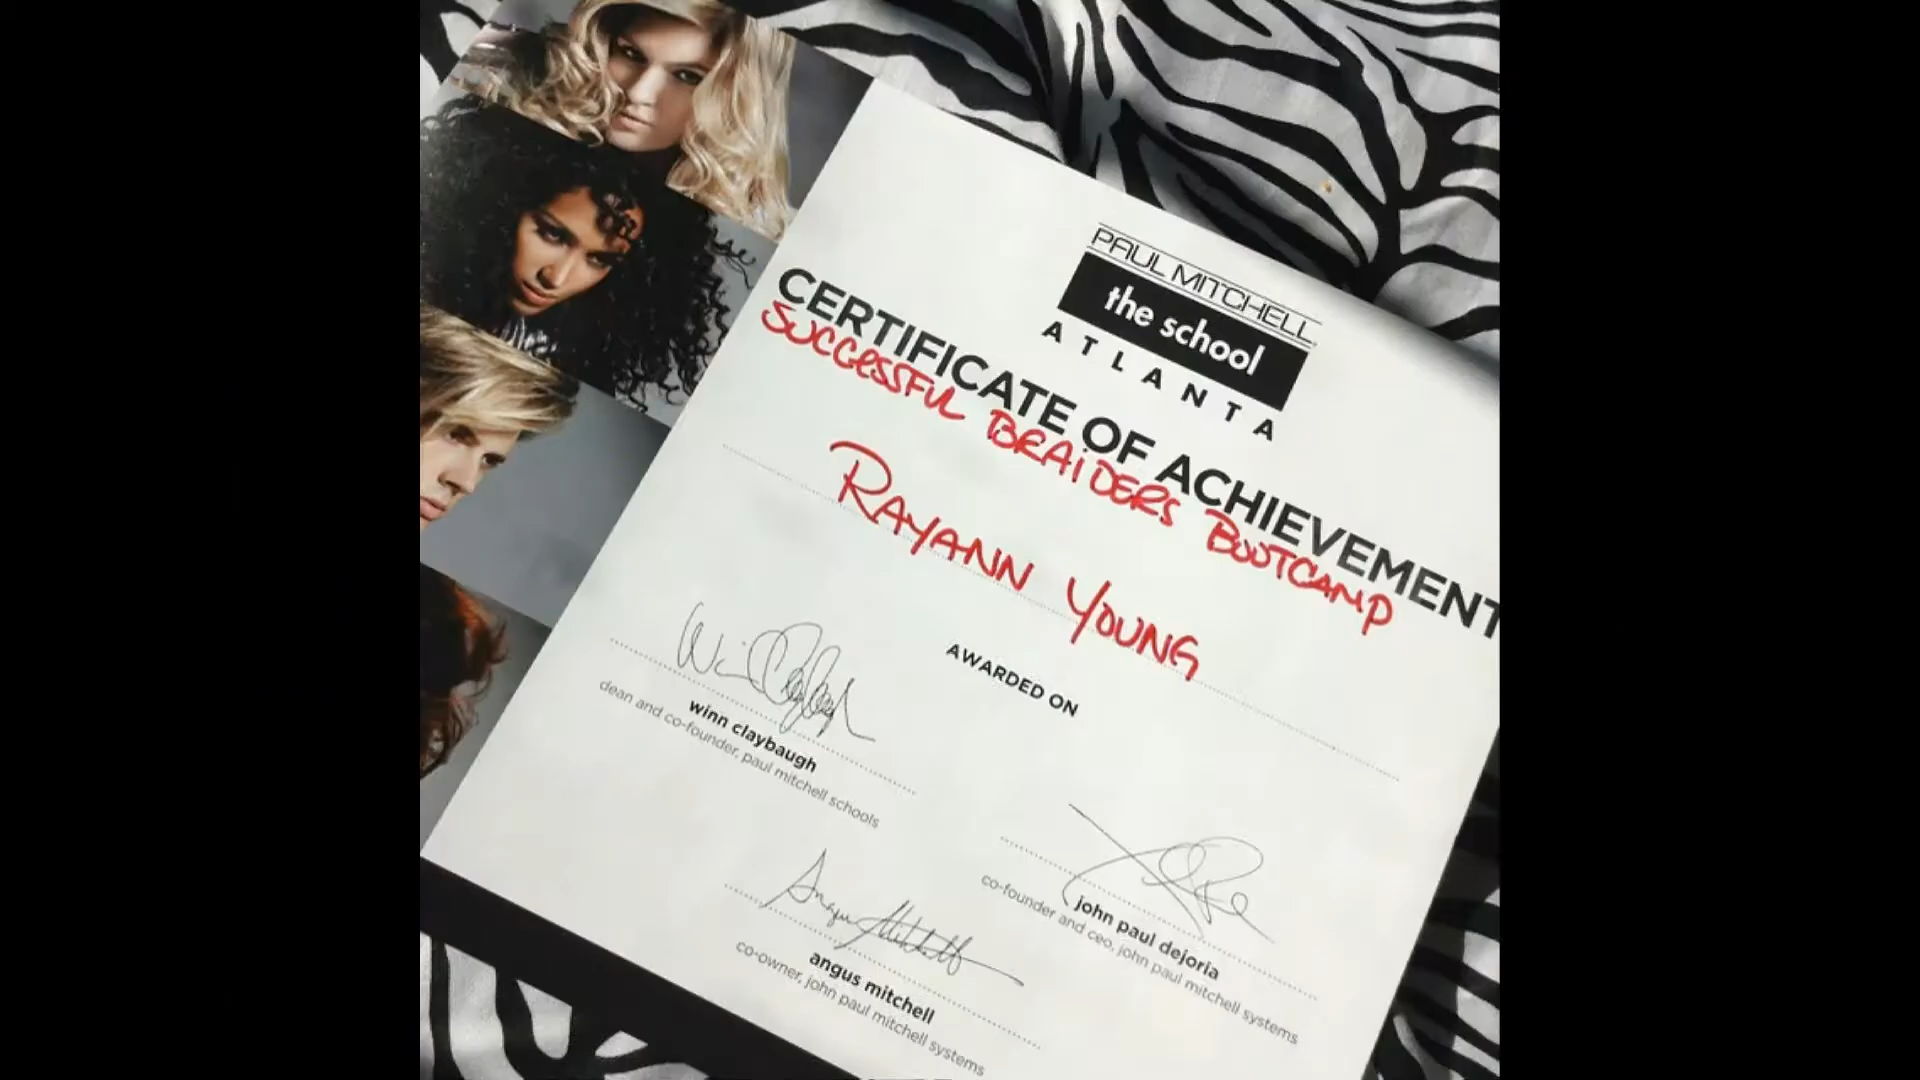 PAUL MITCHELL
the school
ATLANTA
CERTIFICATE OF ACHIEVEMENT
SUCCESSFUL BRAIDERS BOOTCAMP
RAYANN YOUNG
AWARDED ON
winn claybaugh
dean and co-founder, paul mitchell schools
john paul dejoria
co-founder and ceo, john paul mitchell systems
angus mitchell
co-owner, john paul mitchell systems